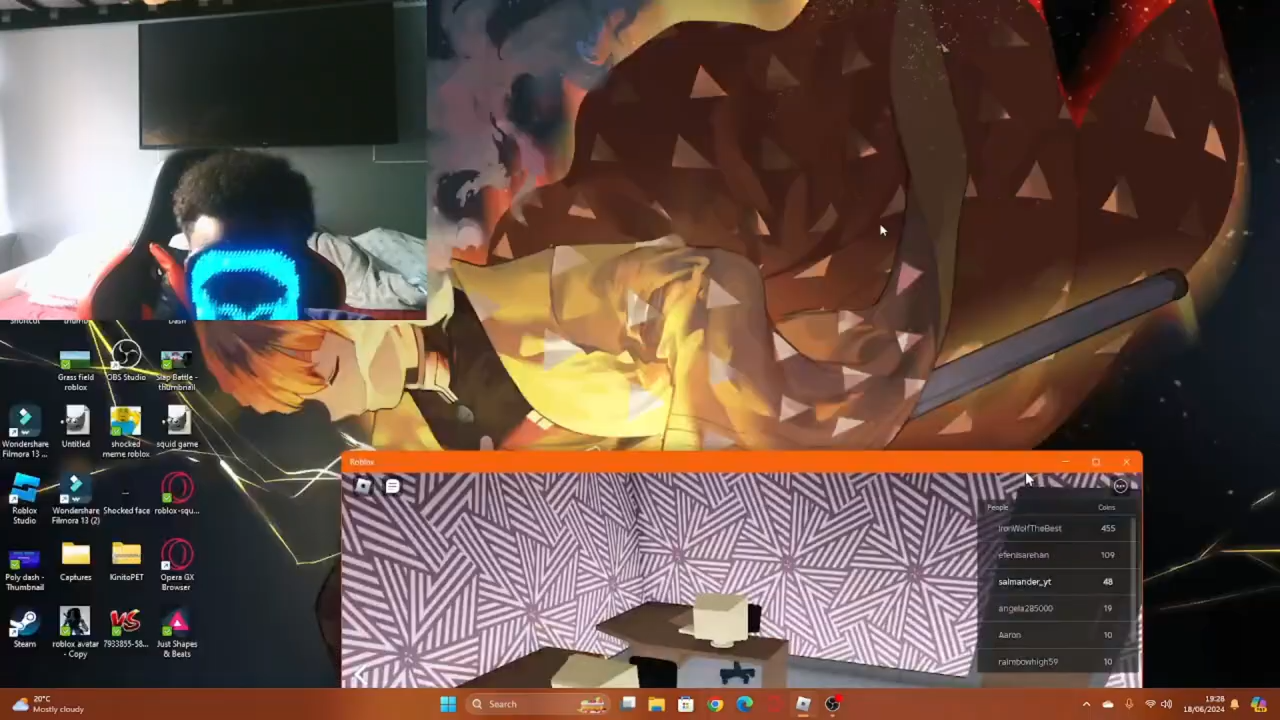 Dash
Grass field
roblox
OBS Studio
Step Battle -
thumbnail
Wondershare
Filmora 13 ...
Untitled
shocked
meme roblox
squid game
Roblox
Studio
Wondershare
Filmora 13 (2)
Shocked face
roblox-squ...
Poly dash -
Thumbnail
Captures
KinitoPET
Opera GX
Browser
Steam
roblox avatar
- Copy
7933855-58...
Just Shapes
& Beats
Roblox
People Coins
IronWolfTheBest 455
efenisarehan 109
salmander_yt 48
angela285000 19
Aaron 10
rainbowhigh59 10
20°C
Mostly cloudy
Search
19:28
18/06/2024